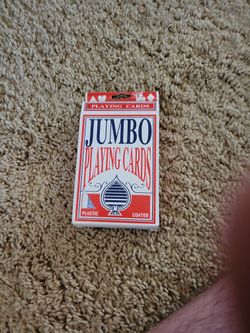 PLAYING CARDS
JUMBO
PLAYING CARDS
PLASTIC COATED